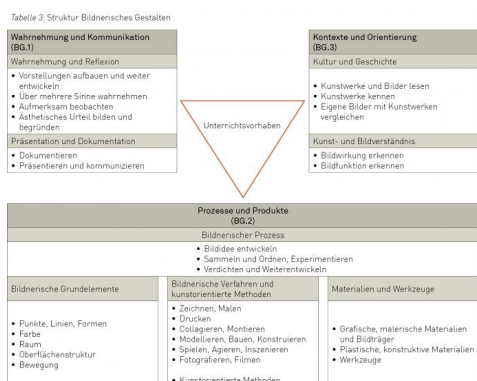 Tabelle 3: Struktur Bildnerisches Gestalten
Wahrnehmung und Kommunikation
(BG.1)
Wahrnehmung und Reflexion
• Vorstellungen aufbauen und weiter
entwickeln
• Über mehrere Sinne wahrnehmen
• Aufmerksam beobachten
• Ästhetisches Urteil bilden und
begründen
Präsentation und Dokumentation
• Dokumentieren
• Präsentieren und kommunizieren
Unterrichtsvorhaben
Kontexte und Orientierung
(BG.3)
Kultur und Geschichte
• Kunstwerke und Bilder lesen
• Kunstwerke kennen
• Eigene Bilder mit Kunstwerken
vergleichen
Kunst- und Bildverständnis
• Bildwirkung erkennen
• Bildfunktion erkennen
Prozesse und Produkte
(BG.2)
Bildnerischer Prozess
• Bildidee entwickeln
• Sammeln und Ordnen, Experimentieren
• Verdichten und Weiterentwickeln
Bildnerische Grundelemente
• Punkte, Linien, Formen
• Farbe
• Raum
• Oberflächenstruktur
• Bewegung
Bildnerische Verfahren und
kunstorientierte Methoden
• Zeichnen, Malen
• Drucken
• Collagieren, Montieren
• Modellieren, Bauen, Konstruieren
• Spielen, Agieren, Inszenieren
• Fotografieren, Filmen
• Kunstorientierte Methoden
Materialien und Werkzeuge
• Grafische, malerische Materialien
und Bildträger
• Plastische, konstruktive Materialien
• Werkzeuge